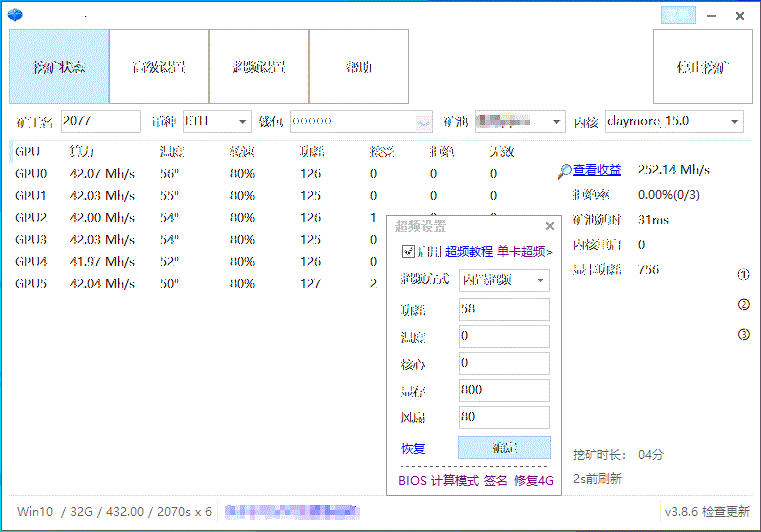 挖矿状态 高级设置 超频设置 帮助 停止挖矿
矿工名 2077 币种 ETH 钱包 ○○○○○ 矿池 内核 claymore_15.0
GPU 算力 温度 转速 功耗 接受 拒绝 无效
GPU0 42.07 Mh/s 56° 80% 126 0 0 0
GPU1 42.03 Mh/s 55° 80% 125 0 0 0
GPU2 42.00 Mh/s 54° 80% 126 1
GPU3 42.03 Mh/s 54° 80% 125 0
GPU4 41.97 Mh/s 52° 80% 126 0
GPU5 42.04 Mh/s 50° 80% 127 2
查看收益 252.14 Mh/s
拒绝率 0.00%(0/3)
矿池延时 31ms
内核重启 0
显卡功耗 756
①
②
③
超频设置
启用 超频教程 单卡超频>
超频方式 内置超频
功耗 58
温度 0
核心 0
显存 800
风扇 80
恢复 确定
BIOS 计算模式 签名 修复4G
挖矿时长： 04分
2s前刷新
Win10 / 32G / 432.00 / 2070s x 6
v3.8.6 检查更新